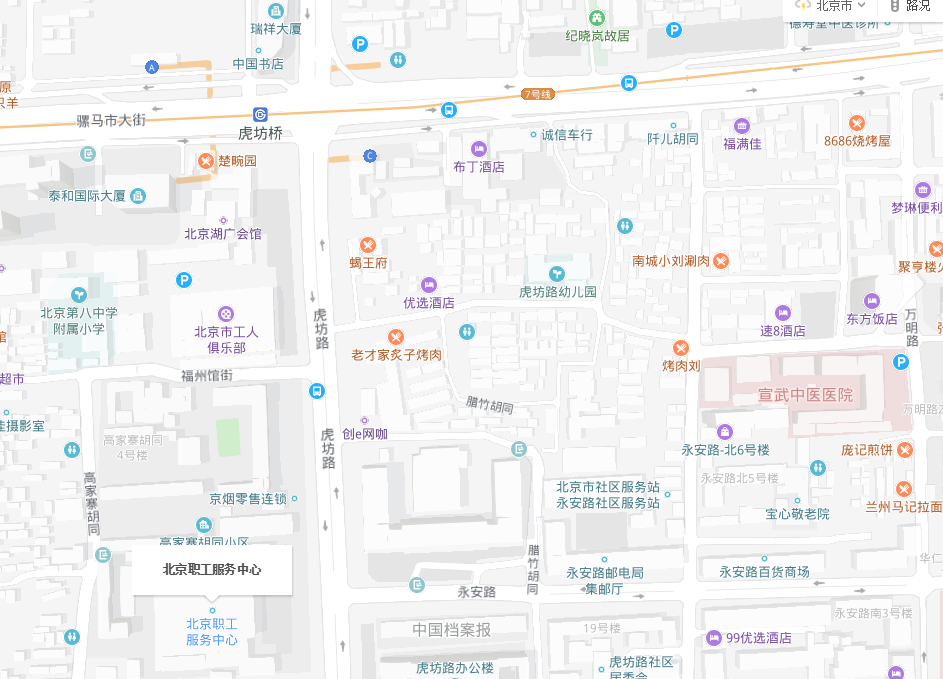 北京市
路况
瑞祥大厦
纪晓岚故居
德寿堂中医诊所
中国书店
骡马市大街
7号线
虎坊桥
诚信车行
阡儿胡同
福满佳
8686烧烤屋
楚畹园
布丁酒店
泰和国际大厦
梦琳便利
北京湖广会馆
蝎王府
南城小刘涮肉
聚亨楼火
虎坊路幼儿园
优选酒店
北京第八中学
附属小学
北京市工人
俱乐部
虎坊路
速8酒店
东方饭店
万明路
老才家炙子烤肉
烤肉刘
福州馆街
超市
宣武中医医院
腊竹胡同
万明路2
佳摄影室
创e网咖
虎坊路
高家寨胡同
4号楼
永安路-北6号楼
庞记煎饼
永安路北5号楼
高家寨胡同
京烟零售连锁
北京市社区服务站
永安路社区服务站
宝心敬老院
兰州马记拉面
高家寨胡同小区
腊竹胡同
华仁
北京职工服务中心
永安路邮电局
集邮厅
永安路百货商场
永安路
永安路南3号楼
北京职工
服务中心
中国档案报
19号楼
99优选酒店
虎坊路办公楼
虎坊路社区
居委会